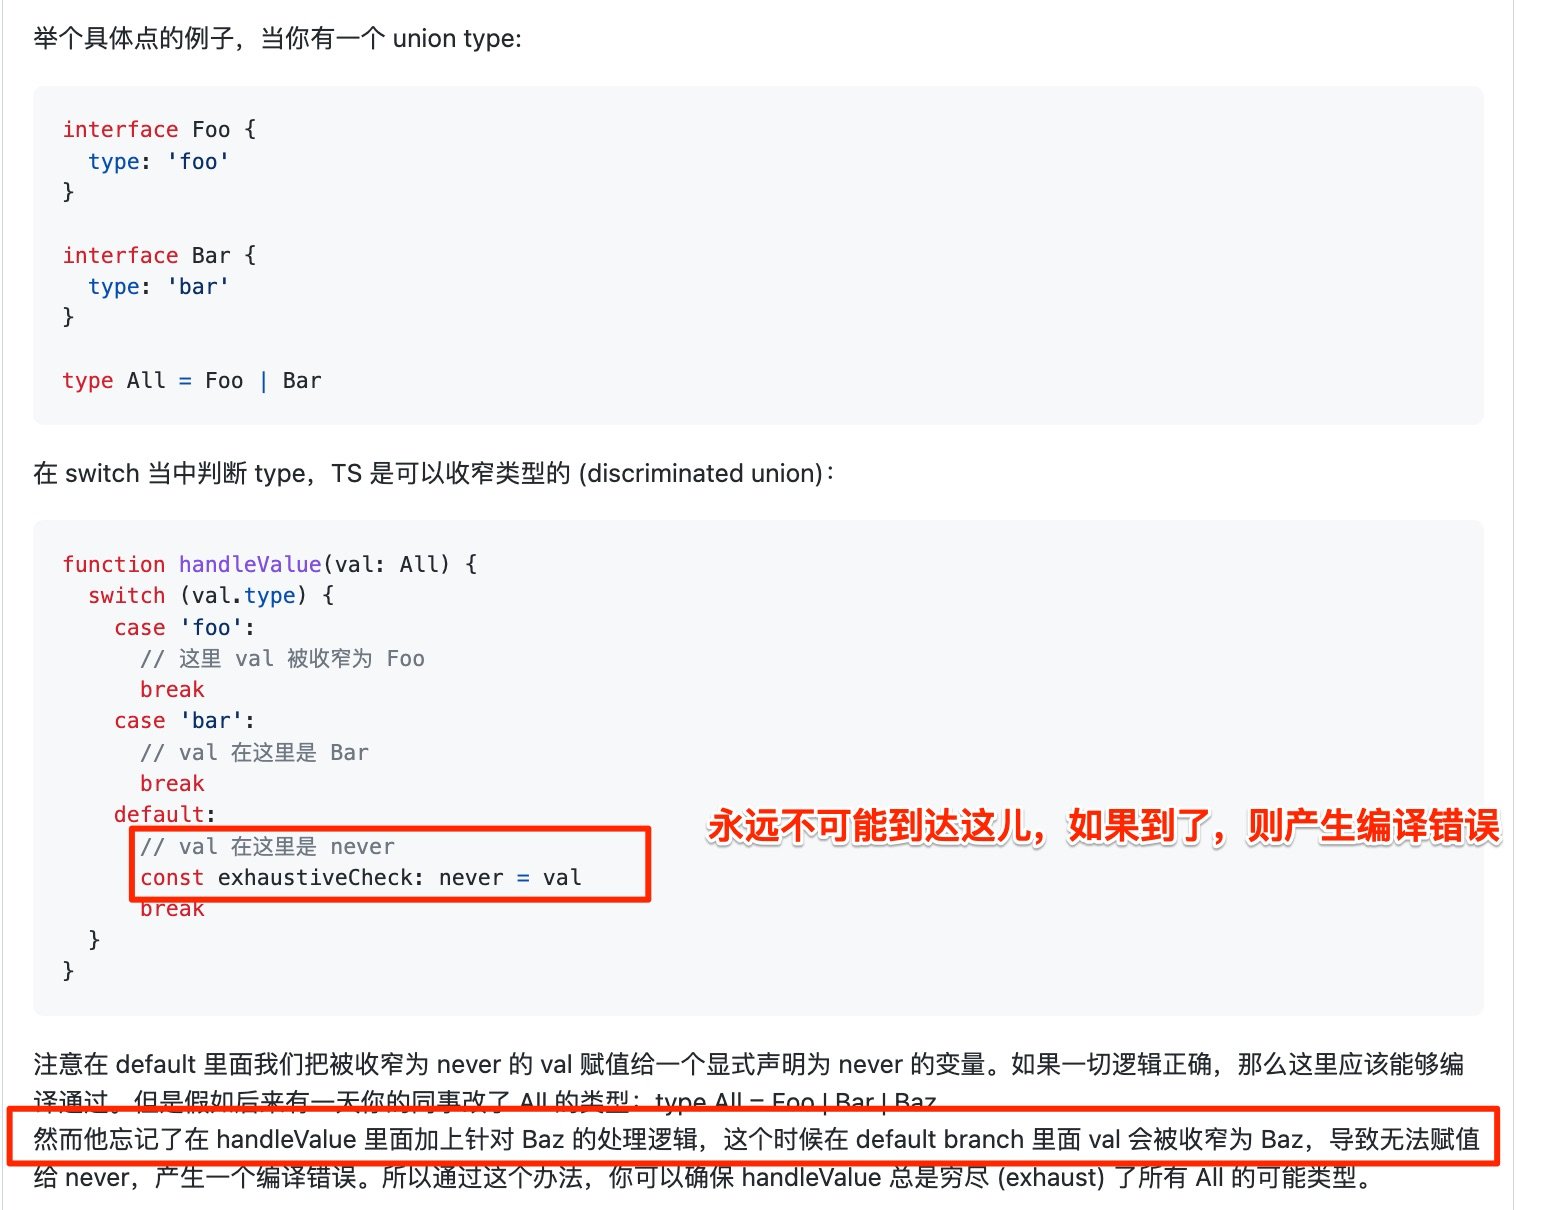 举个具体点的例子，当你有一个 union type:
interface Foo {
  type: 'foo'
}
interface Bar {
  type: 'bar'
}
type All = Foo | Bar
在 switch 当中判断 type，TS 是可以收窄类型的 (discriminated union)：
function handleValue(val: All) {
  switch (val.type) {
    case 'foo':
      // 这里 val 被收窄为 Foo
      break
    case 'bar':
      // val 在这里是 Bar
      break
    default:
永远不可能到达这儿，如果到了，则产生编译错误
      // val 在这里是 never
      const exhaustiveCheck: never = val
      break
  }
}
注意在 default 里面我们把被收窄为 never 的 val 赋值给一个显式声明为 never 的变量。如果一切逻辑正确，那么这里应该能够编
译通过。但是假如后来有一天你的同事改了 All 的类型：type All = Foo | Bar | Baz
然而他忘记了在 handleValue 里面加上针对 Baz 的处理逻辑，这个时候在 default branch 里面 val 会被收窄为 Baz，导致无法赋值
给 never，产生一个编译错误。所以通过这个办法，你可以确保 handleValue 总是穷尽 (exhaust) 了所有 All 的可能类型。